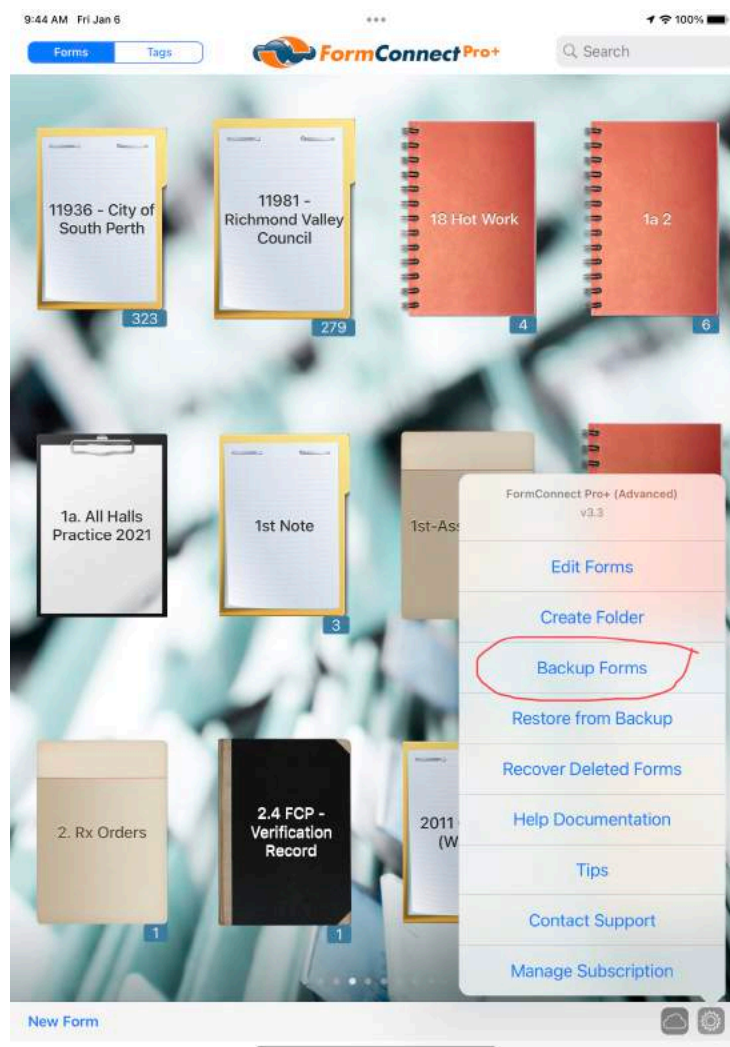 9:44 AM Fri Jan 6
100%
Forms
Tags
FormConnect Pro+
Search
11936 - City of
South Perth
323
11981 -
Richmond Valley
Council
279
18 Hot Work
4
1a 2
6
1a. All Halls
Practice 2021
1st Note
3
1st-Ass
2. Rx Orders
1
2.4 FCP -
Verification
Record
1
2011
(W
FormConnect Pro+ (Advanced)
v3.3
Edit Forms
Create Folder
Backup Forms
Restore from Backup
Recover Deleted Forms
Help Documentation
Tips
Contact Support
Manage Subscription
New Form